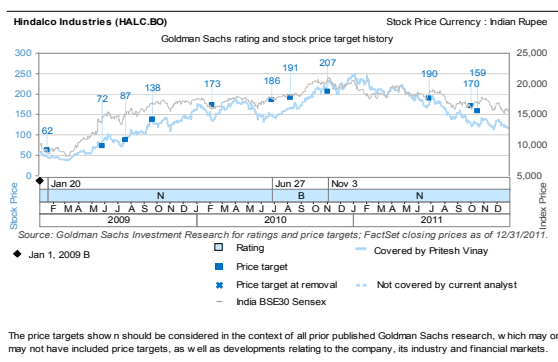 Hindalco Industries (HALC.BO) Stock Price Currency : Indian Rupee
Goldman Sachs rating and stock price target history
300 25,000
250 20,000
200 15,000
150 10,000
100 5,000
50
0
62 72 87 138 173 186 191 207 190 170 159
Jan 20 Jun 27 Nov 3
N B N
F M A M J J A S O N D J F M A M J J A S O N D J F M A M J J A S O N D
2009 2010 2011
Stock Price
Index Price
Source: Goldman Sachs Investment Research for ratings and price targets; FactSet closing prices as of 12/31/2011.
Jan 1, 2009 B
Rating
Price target
Price target at removal
India BSE30 Sensex
Covered by Pritesh Vinay
Not covered by current analyst
The price targets show n should be considered in the context of all prior published Goldman Sachs research, w hich may or
may not have included price targets, as w ell as developments relating to the company, its industry and financial markets.